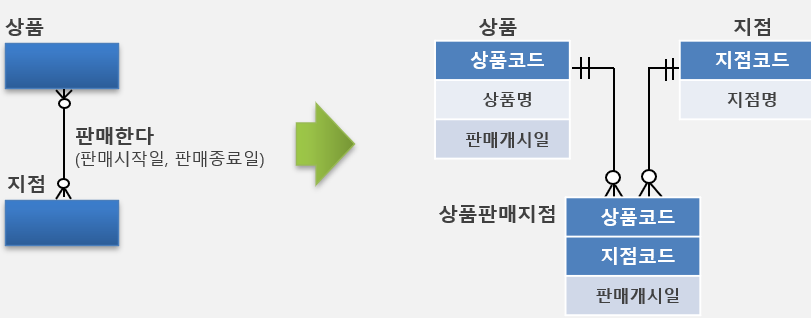 상품
판매한다
(판매시작일, 판매종료일)
지점
상품
상품코드
상품명
판매개시일
지점
지점코드
지점명
상품판매지점
상품코드
지점코드
판매개시일